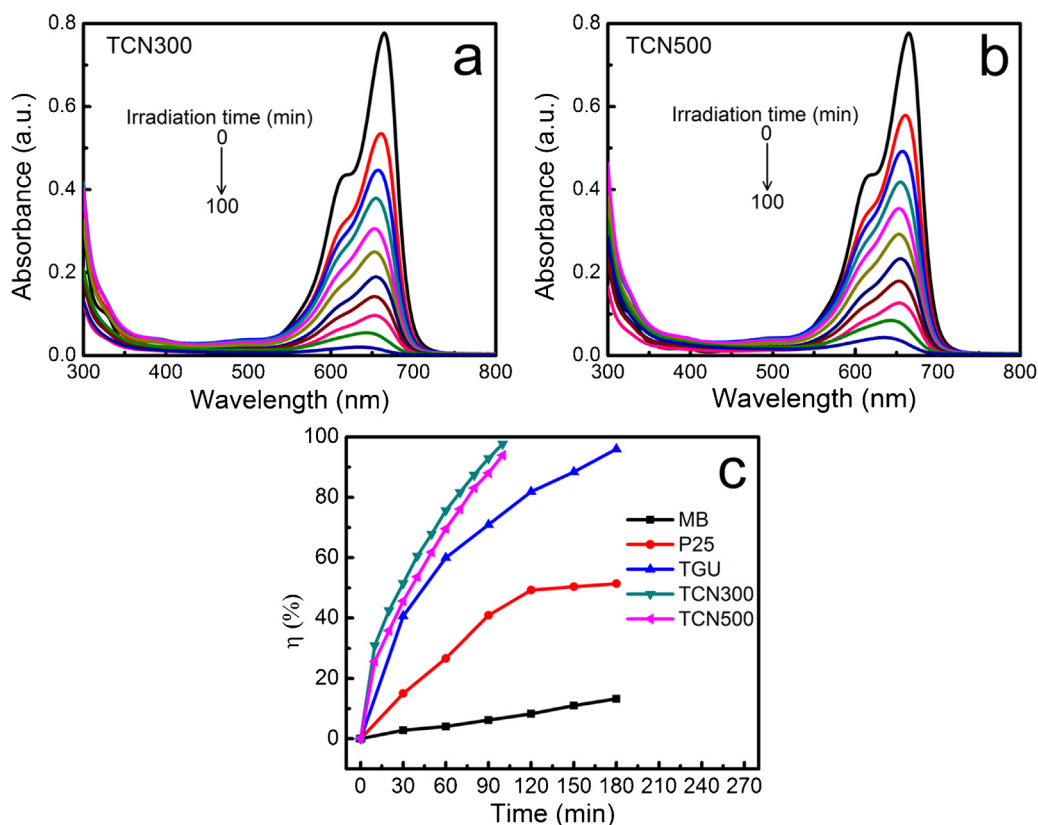 TCN300
a
Irradiation time (min)
0
100
Absorbance (a.u.)
0.8
0.6
0.4
0.2
0.0
300 400 500 600 700 800
Wavelength (nm)
TCN500
b
Irradiation time (min)
0
100
Absorbance (a.u.)
0.8
0.6
0.4
0.2
0.0
300 400 500 600 700 800
Wavelength (nm)
c
MB
P25
TGU
TCN300
TCN500
η (%)
100
80
60
40
20
0
0 30 60 90 120 150 180 210 240 270
Time (min)